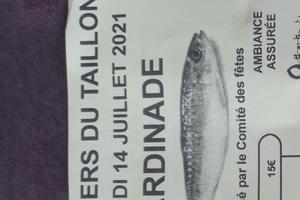 ERS DU TAILLON
DI 14 JUILLET 2021
ARDINADE
é par le Comité des fêtes
AMBIANCE
ASSURÉE
15€